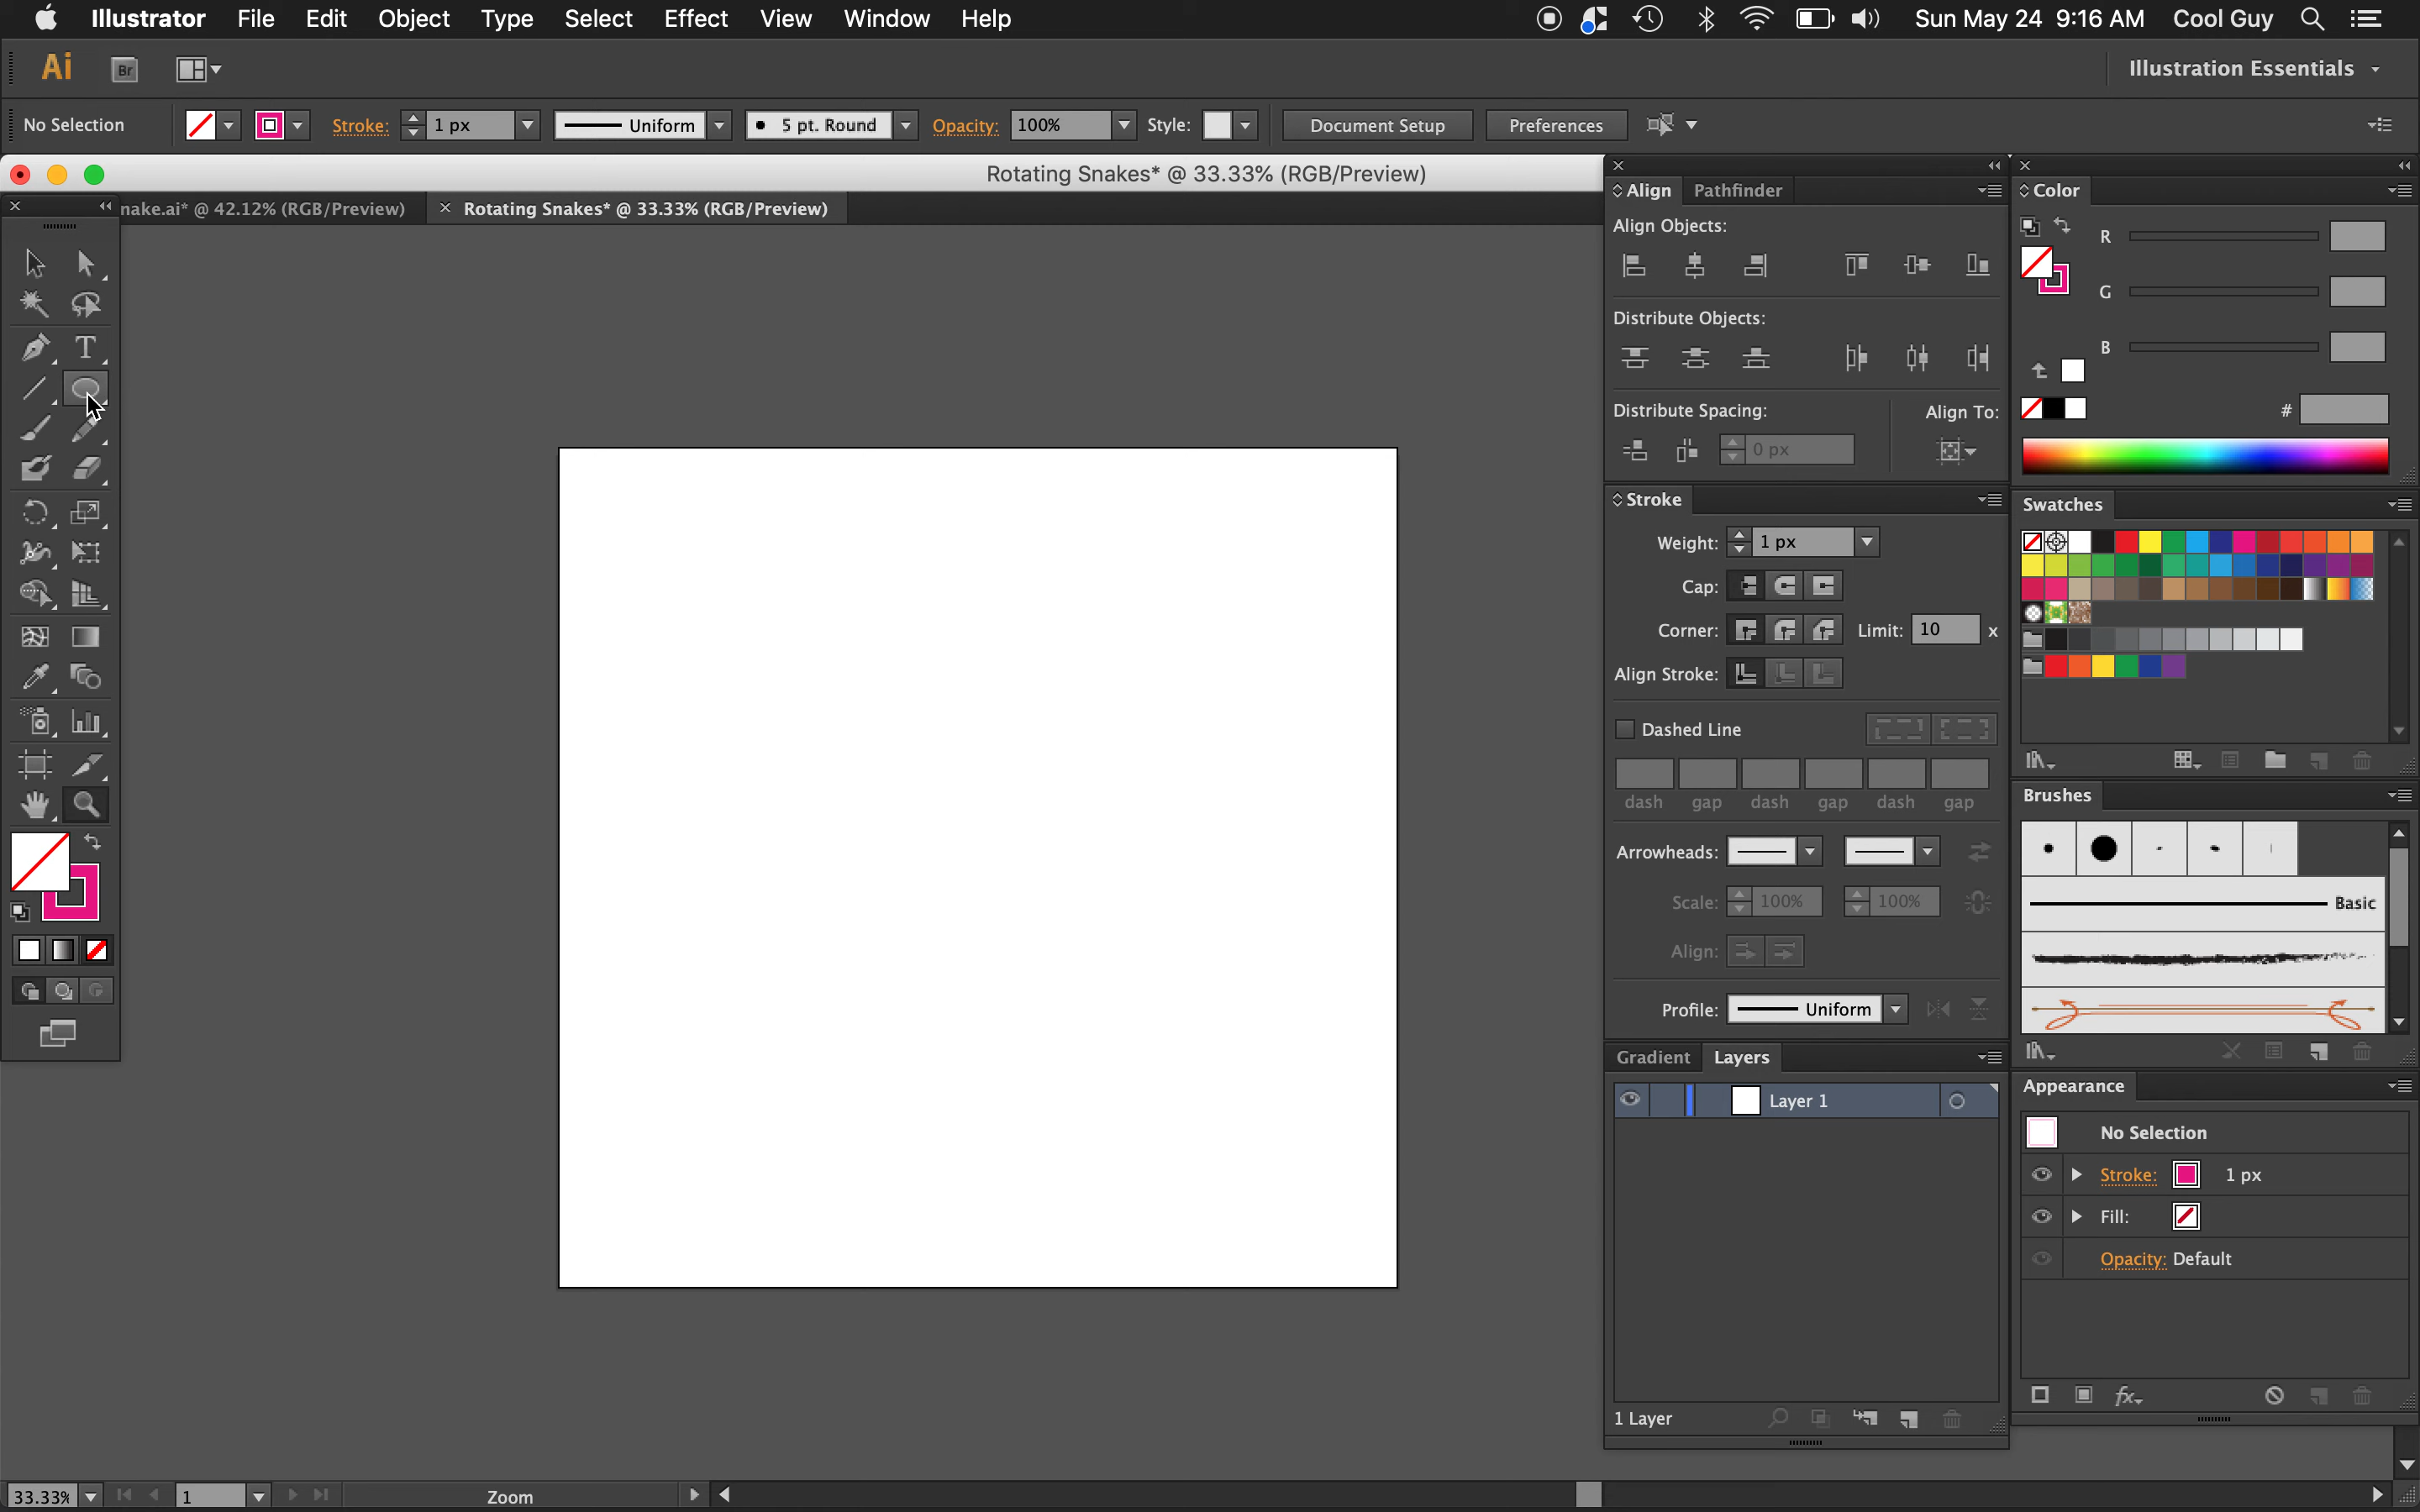 Illustrator File Edit Object Type Select Effect View Window Help
Sun May 24 9:16 AM Cool Guy
Ai Br
Illustration Essentials
No Selection
Stroke: 1 px
Uniform
5 pt. Round
Opacity: 100%
Style:
Document Setup
Preferences
Rotating Snakes* @ 33.33% (RGB/Preview)
nake.ai* @ 42.12% (RGB/Preview)
Rotating Snakes* @ 33.33% (RGB/Preview)
T
Align Pathfinder
Align Objects:
Distribute Objects:
Distribute Spacing:
Align To:
0 px
Stroke
Weight: 1 px
Cap:
Corner:
Limit: 10 x
Align Stroke:
Dashed Line
dash gap dash gap dash gap
Arrowheads:
Scale: 100% 100%
Align:
Profile: Uniform
Gradient Layers
Layer 1
1 Layer
Color
R
G
B
#
Swatches
Brushes
Basic
Appearance
No Selection
Stroke: 1 px
Fill:
Opacity: Default
fx
33.33%
1
Zoom